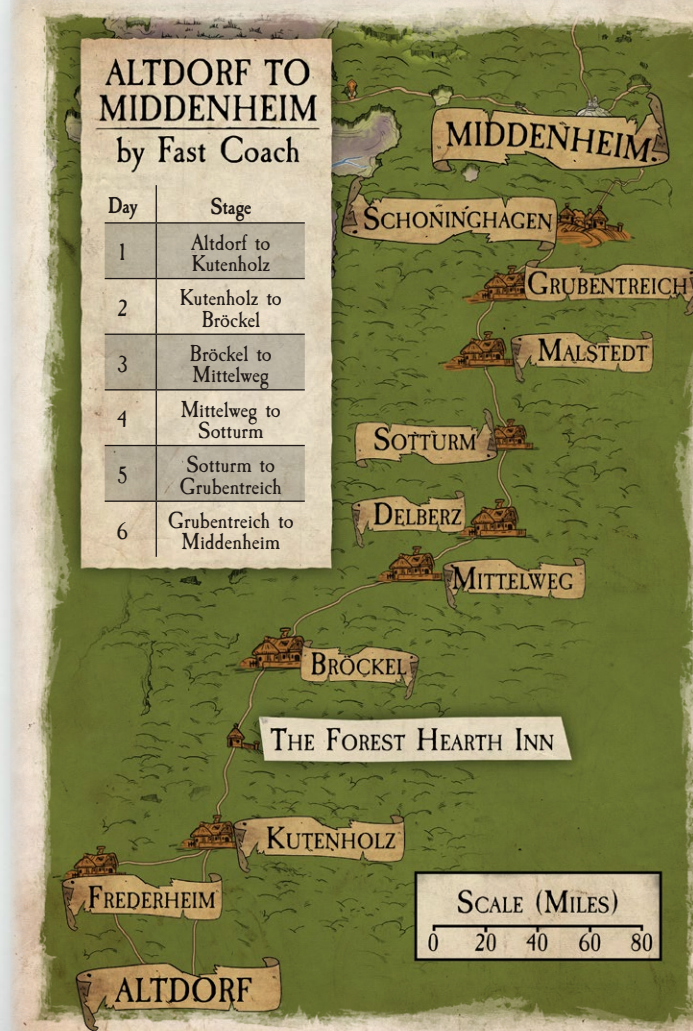 ALTDORF TO
MIDDENHEIM
by Fast Coach
Day Stage
1 Altdorf to
Kutenholz
2 Kutenholz to
Bröckel
3 Bröckel to
Mittelweg
4 Mittelweg to
Sotturm
5 Sotturm to
Grubentreich
6 Grubentreich to
Middenheim
MIDDENHEIM
SCHONINGHAGEN
GRUBENTREICH
MALSTEDT
SOTTURM
DELBERZ
MITTELWEG
BRÖCKEL
THE FOREST HEARTH INN
KUTENHOLZ
FREDERHEIM
ALTDORF
SCALE (MILES)
0 20 40 60 80